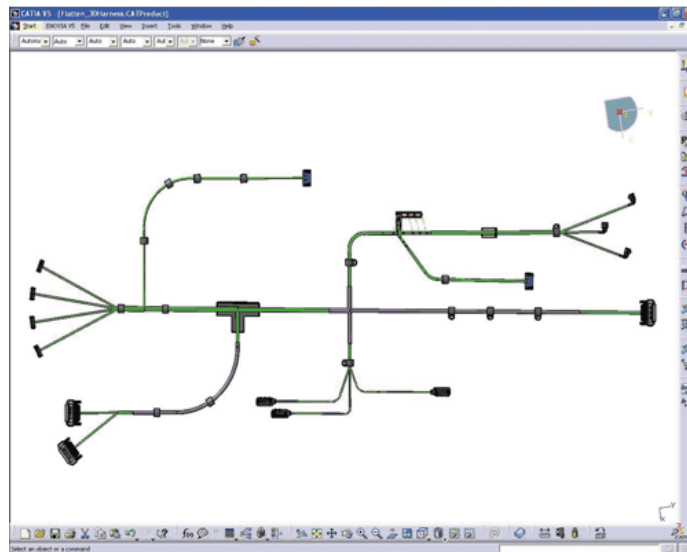 CATIA V5 - [Flatten_3DHarness.CATProduct]
Start ENOVIA V5 File Edit View Insert Tools Window Help
Auto Auto Auto Aut None
Select an object or a command